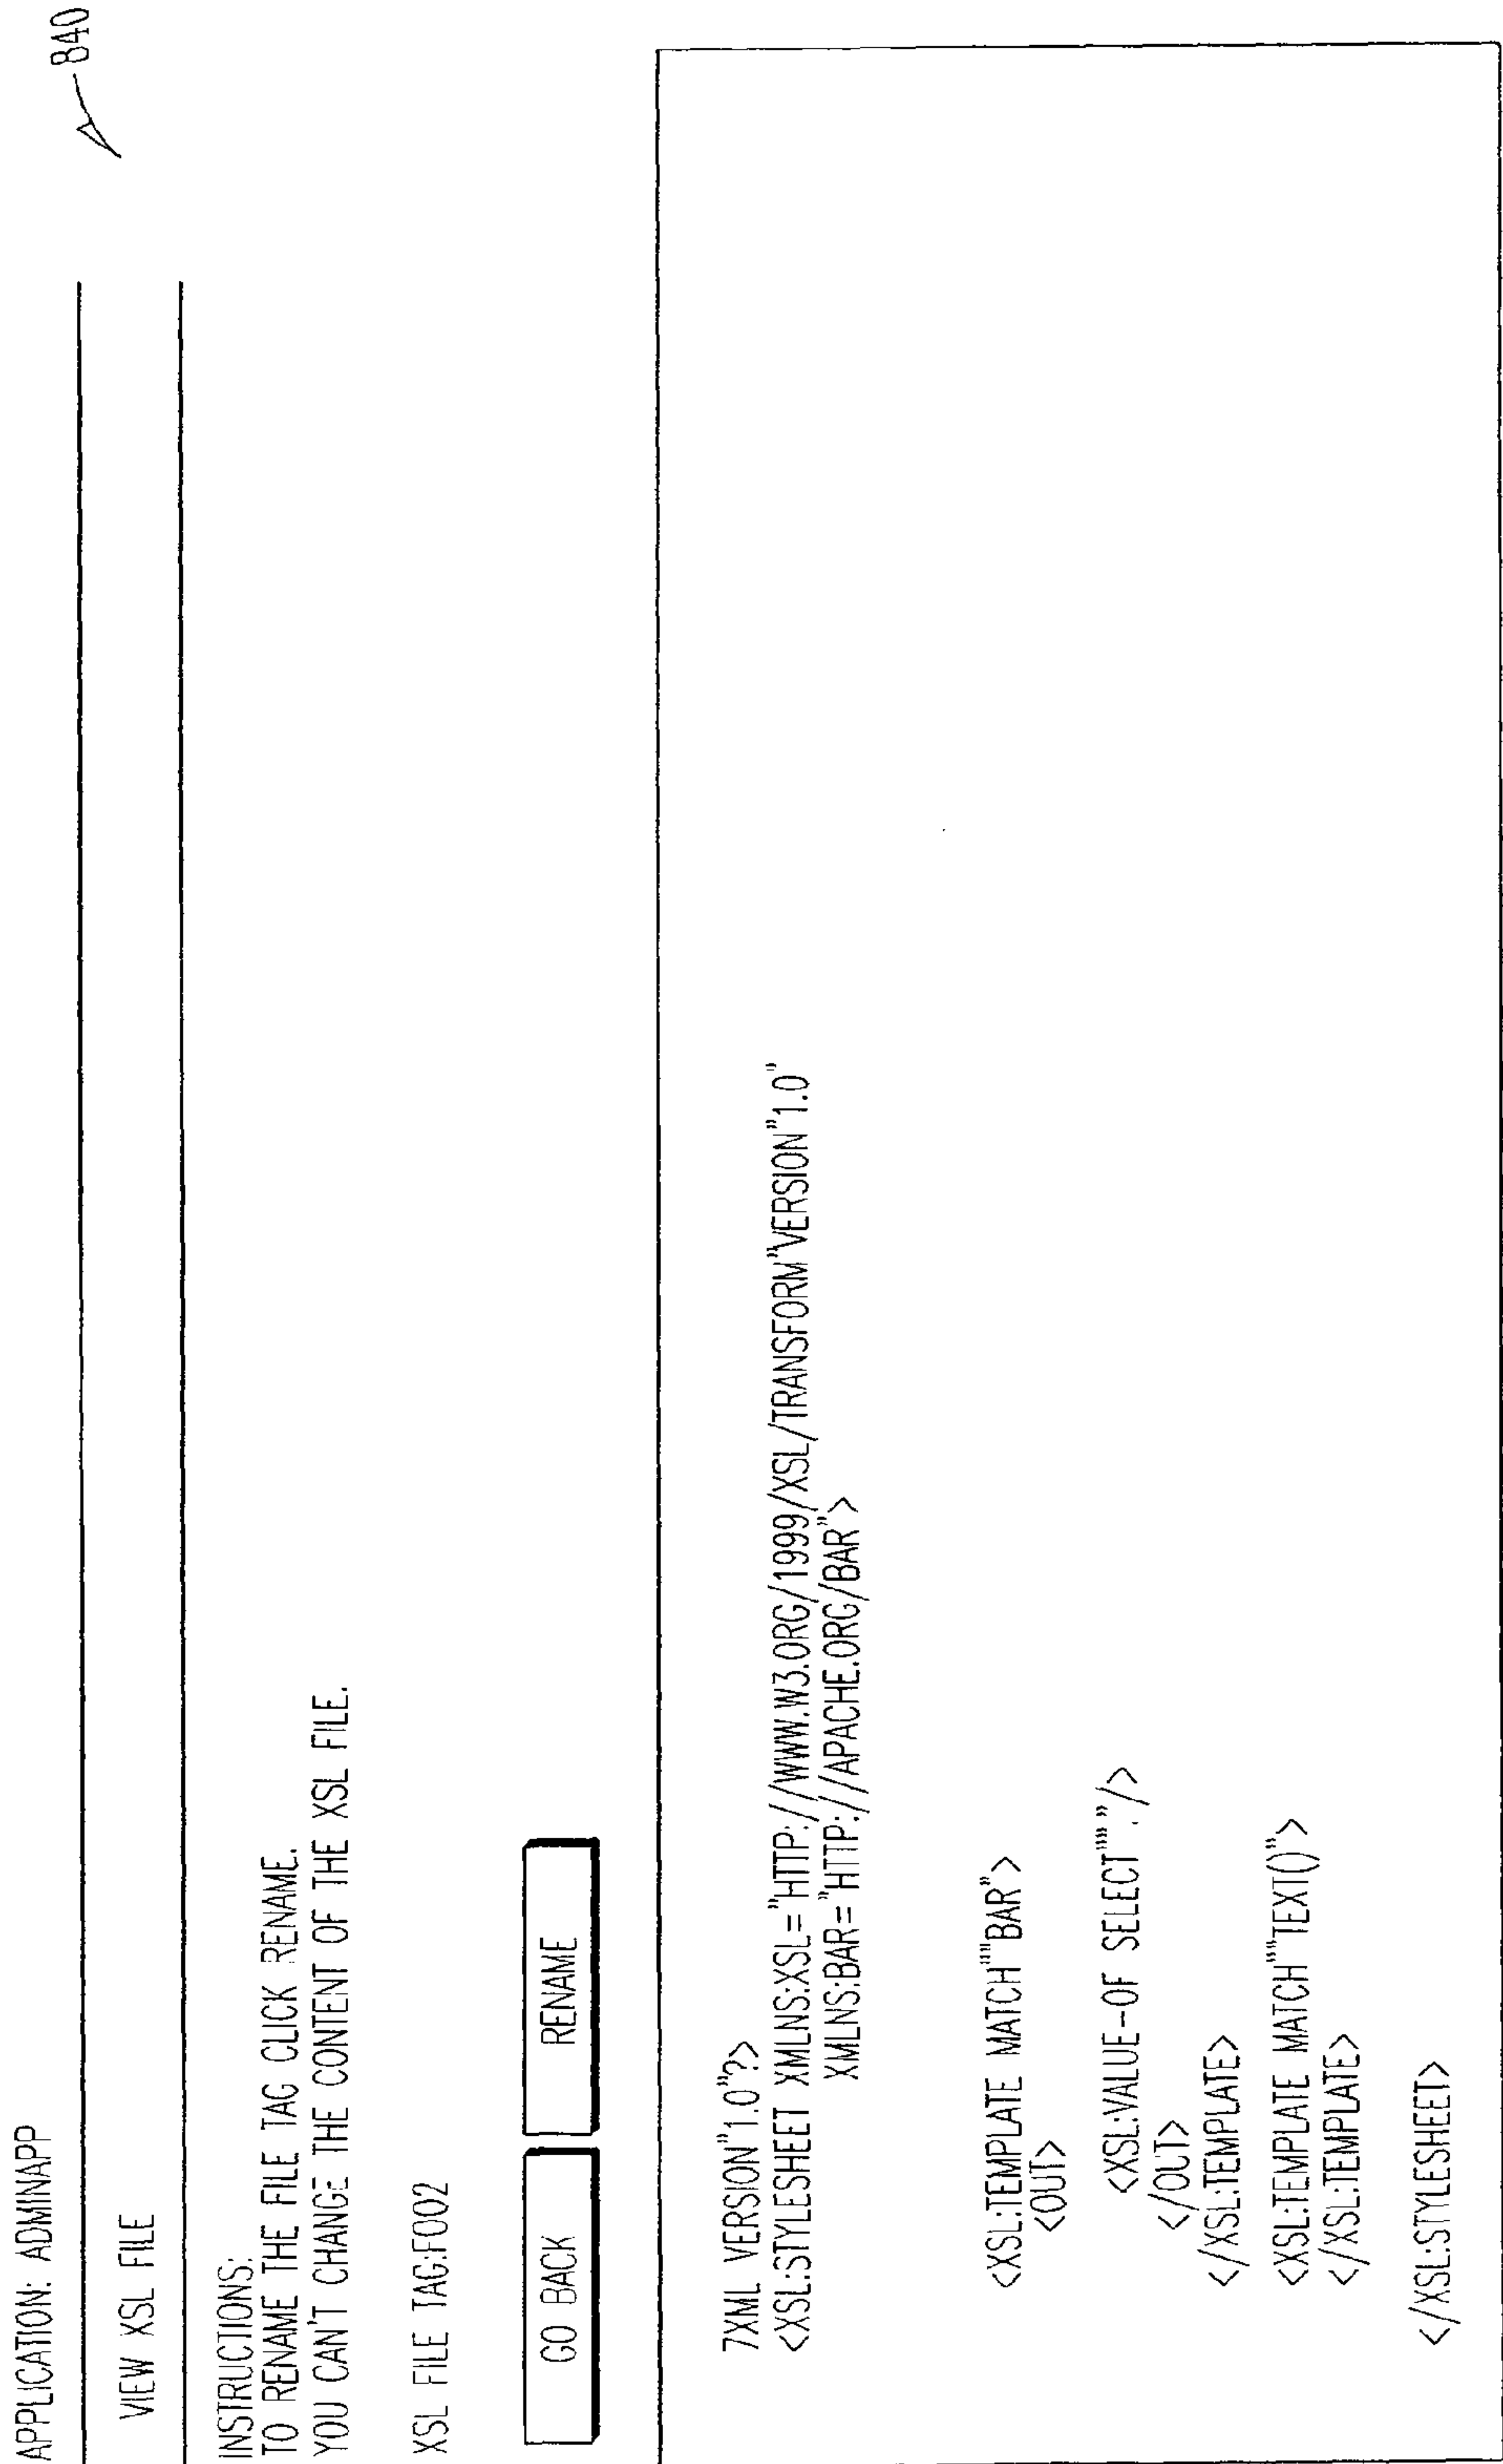 840
APPLICATION: ADMINAPP
VIEW XSL FILE
INSTRUCTIONS:
TO RENAME THE FILE TAG CLICK RENAME.
YOU CAN'T CHANGE THE CONTENT OF THE XSL FILE.
XSL FILE TAG:FOO2
GO BACK
RENAME
?XML VERSION"1.0"?>
<XSL:STYLESHEET XMLNS:XSL="HTTP://WWW.W3.ORG/1999/XSL/TRANSFORM"VERSION"1.0"
XMLNS:BAR="HTTP://APACHE.ORG/BAR">
<XSL:TEMPLATE MATCH""BAR">
<OUT>
<XSL:VALUE-OF SELECT""."/>
</OUT>
</XSL:TEMPLATE>
<XSL:TEMPLATE MATCH""TEXT()">
</XSL:TEMPLATE>
</XSL:STYLESHEET>